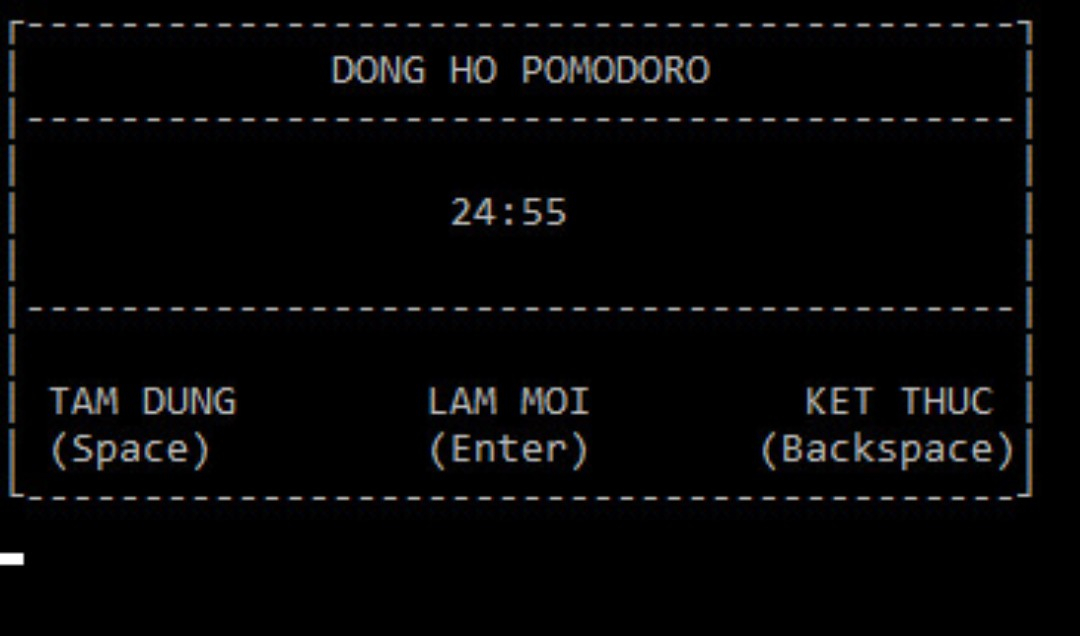 DONG HO POMODORO
24:55
TAM DUNG LAM MOI KET THUC
(Space) (Enter) (Backspace)